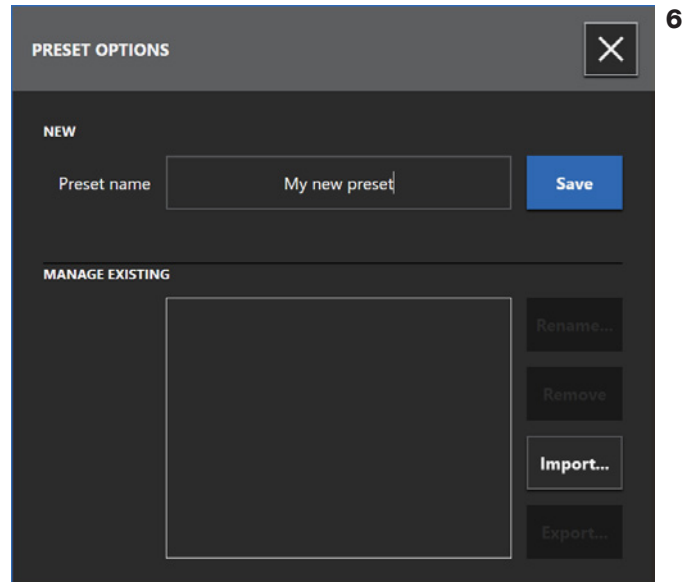 6
PRESET OPTIONS
NEW
Preset name My new preset Save
MANAGE EXISTING
Rename...
Remove
Import...
Export...